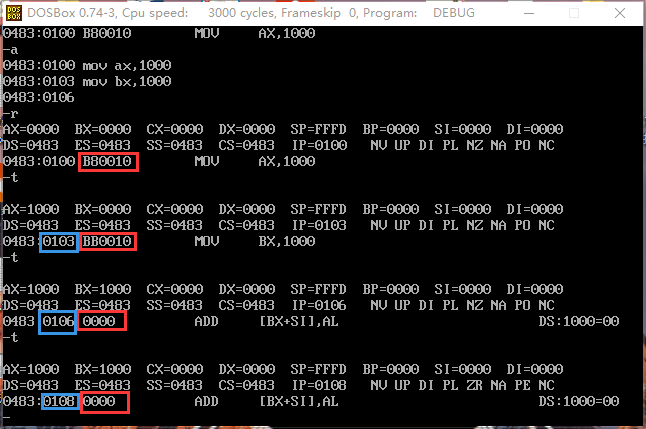 DOSBox 0.74-3, Cpu speed: 3000 cycles, Frameskip 0, Program: DEBUG
0483:0100 B80010 MOV AX,1000
-a
0483:0100 mov ax,1000
0483:0103 mov bx,1000
0483:0106
-r
AX=0000 BX=0000 CX=0000 DX=0000 SP=FFFD BP=0000 SI=0000 DI=0000
DS=0483 ES=0483 SS=0483 CS=0483 IP=0100 NV UP DI PL NZ NA PO NC
0483:0100 B80010 MOV AX,1000
-t
AX=1000 BX=0000 CX=0000 DX=0000 SP=FFFD BP=0000 SI=0000 DI=0000
DS=0483 ES=0483 SS=0483 CS=0483 IP=0103 NV UP DI PL NZ NA PO NC
0483:0103 BB0010 MOV BX,1000
-t
AX=1000 BX=1000 CX=0000 DX=0000 SP=FFFD BP=0000 SI=0000 DI=0000
DS=0483 ES=0483 SS=0483 CS=0483 IP=0106 NV UP DI PL NZ NA PO NC
0483:0106 0000 ADD [BX+SI],AL DS:1000=00
-t
AX=1000 BX=1000 CX=0000 DX=0000 SP=FFFD BP=0000 SI=0000 DI=0000
DS=0483 ES=0483 SS=0483 CS=0483 IP=0108 NV UP DI PL ZR NA PE NC
0483:0108 0000 ADD [BX+SI],AL DS:1000=00
-